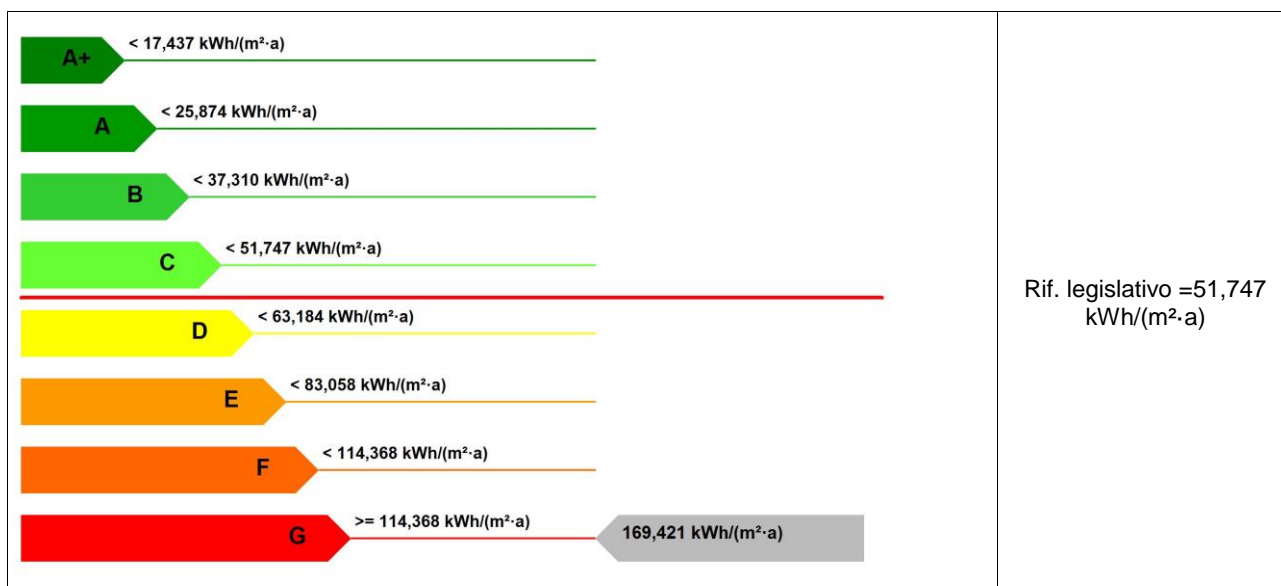 < 17,437 kWh/(m²·a)
A+
< 25,874 kWh/(m²·a)
A
< 37,310 kWh/(m²·a)
B
< 51,747 kWh/(m²·a)
C
< 63,184 kWh/(m²·a)
D
< 83,058 kWh/(m²·a)
E
< 114,368 kWh/(m²·a)
F
>= 114,368 kWh/(m²·a)
G
169,421 kWh/(m²·a)
Rif. legislativo =51,747
kWh/(m²·a)